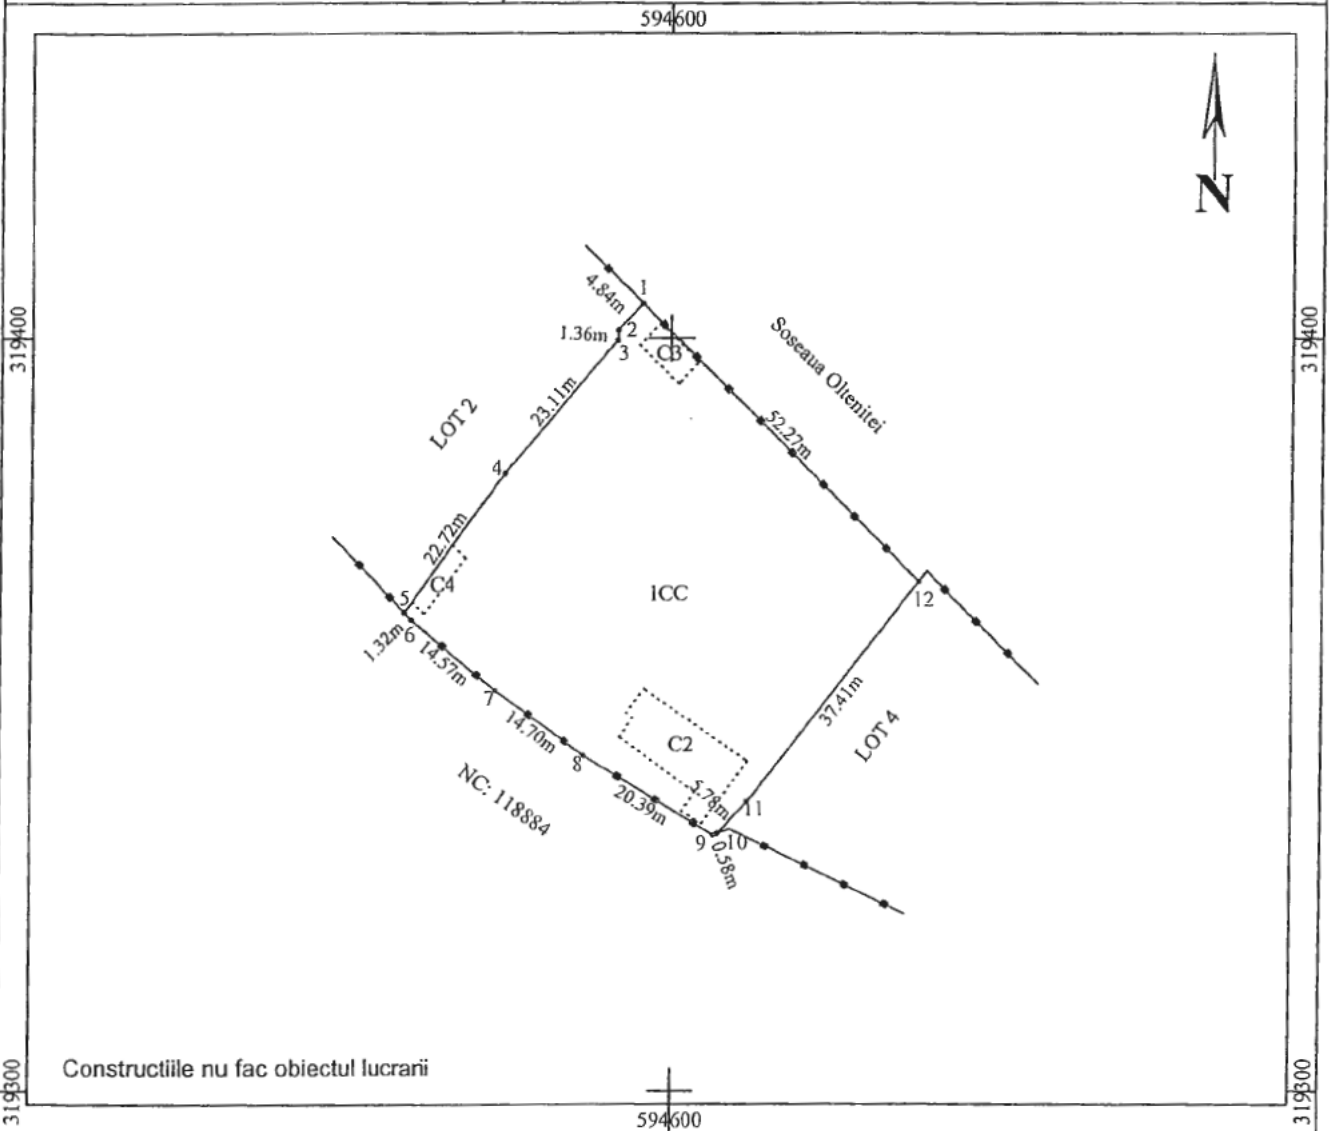 594600
N
319400
319400
1
4.84m
2
1.36m
3
C3
Soseaua Oltenitei
23.11m
LOT 2
52.27m
4
22.72m
C4
5
1CC
12
6
1.32m
14.57m
7
37.41m
14.70m
C2
LOT 4
8
NC: 118884
20.39m
5.78m
11
9
10
0.58m
Constructiile nu fac obiectul lucrarii
319300
319300
594600